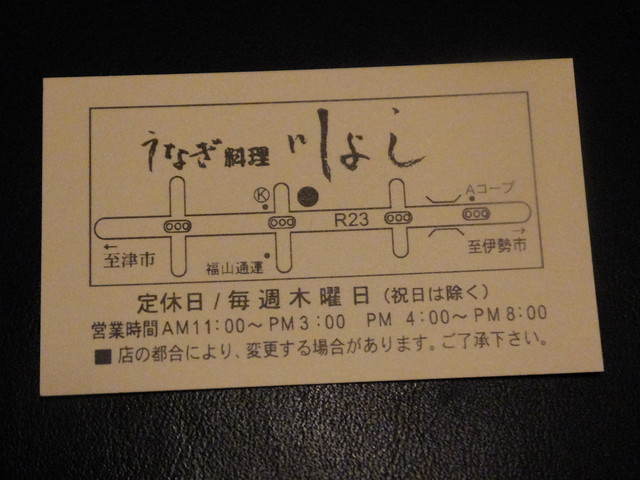 うなぎ料理 川よし
Ⓚ
Aコープ
R23
←
至津市
→
至伊勢市
福山通運
定休日/毎週木曜日(祝日は除く)
営業時間AM11:00〜PM3:00 PM 4:00〜PM8:00
■店の都合により、変更する場合があります。ご了承下さい。